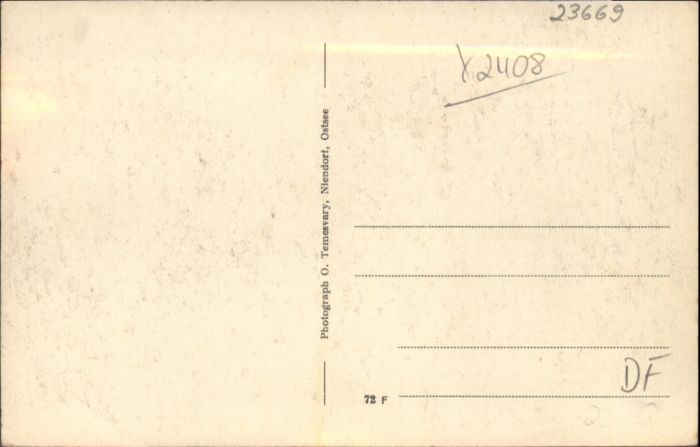 23669
X2408
Photograph O. Temesvary, Niendorf, Ostsee
DF
72 F